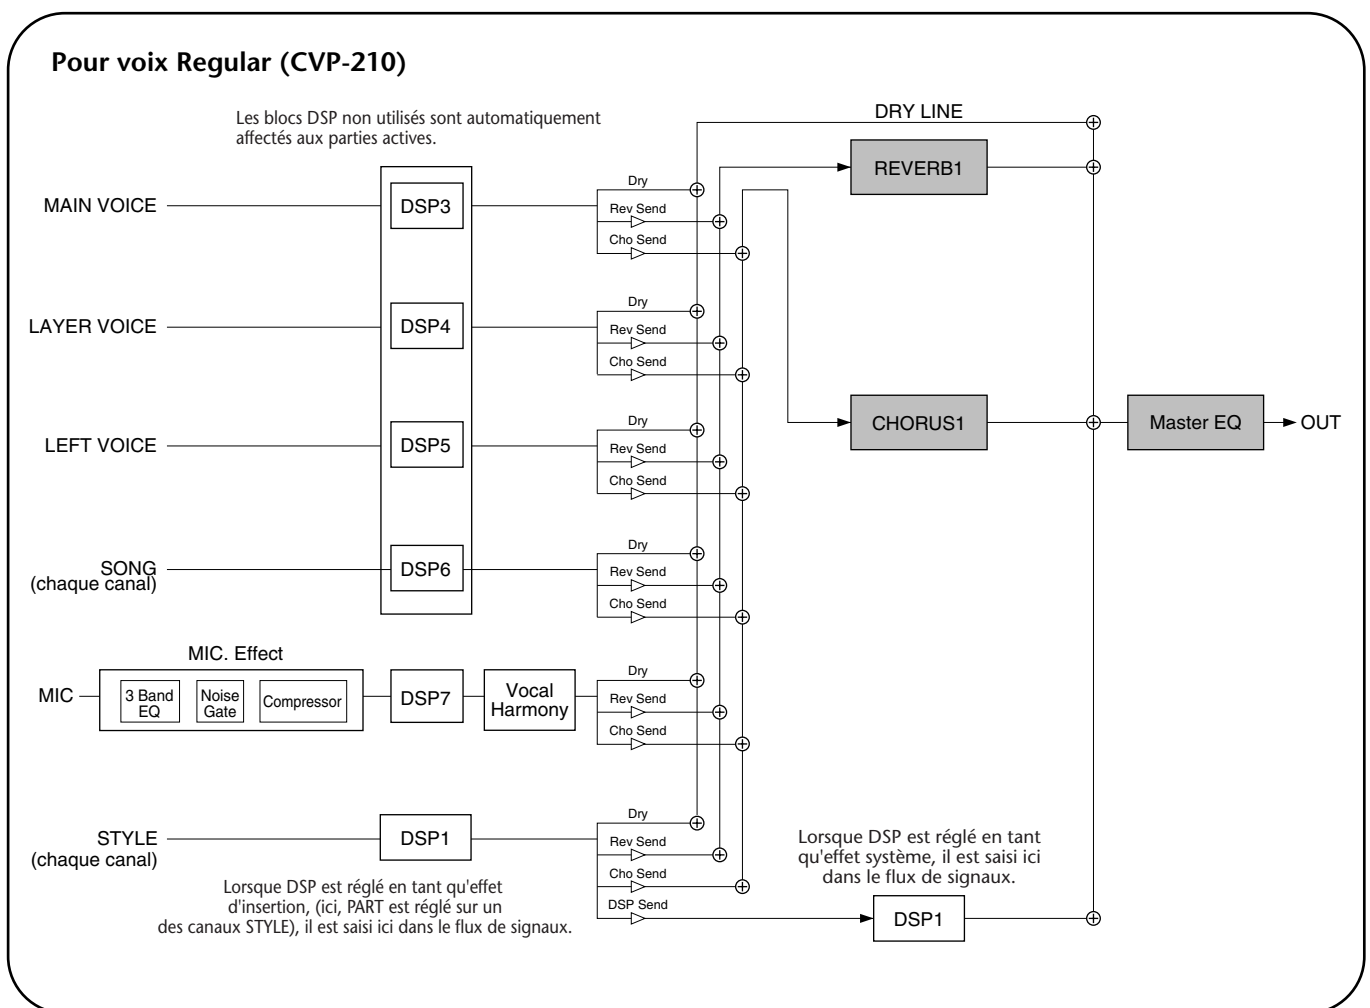 Pour voix Regular (CVP-210)
Les blocs DSP non utilisés sont automatiquement
affectés aux parties actives.
DRY LINE
REVERB1
MAIN VOICE
DSP3
Dry
Rev Send
Cho Send
LAYER VOICE
DSP4
Dry
Rev Send
Cho Send
CHORUS1
Master EQ
OUT
LEFT VOICE
DSP5
Dry
Rev Send
Cho Send
SONG
(chaque canal)
DSP6
Dry
Rev Send
Cho Send
MIC. Effect
MIC
3 Band
EQ
Noise
Gate
Compressor
DSP7
Vocal
Harmony
Dry
Rev Send
Cho Send
STYLE
(chaque canal)
DSP1
Dry
Rev Send
Cho Send
DSP Send
Lorsque DSP est réglé en tant qu'effet
d'insertion, (ici, PART est réglé sur un
des canaux STYLE), il est saisi ici dans le flux de signaux.
Lorsque DSP est réglé en tant
qu'effet système, il est saisi ici
dans le flux de signaux.
DSP1